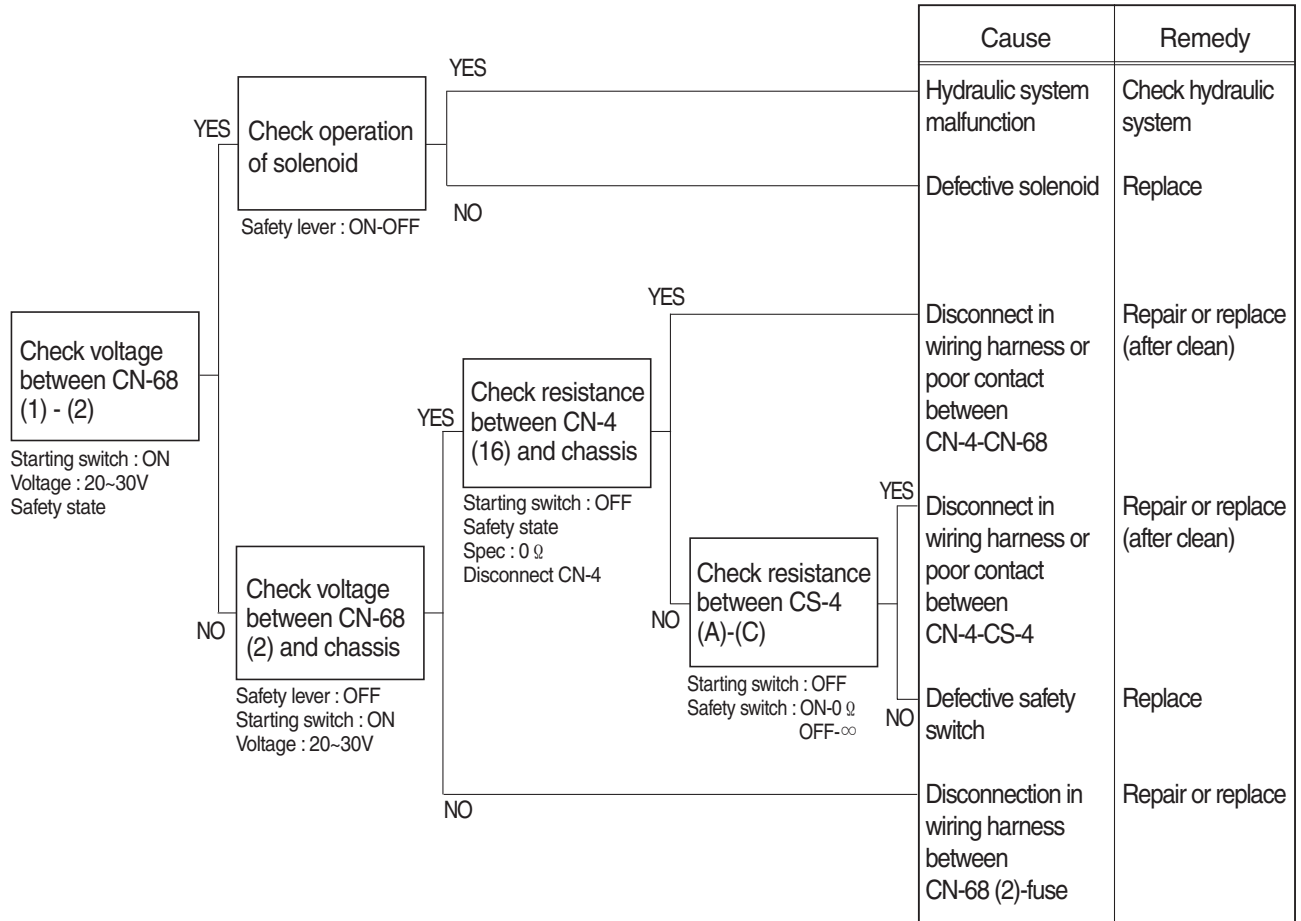 Cause
Remedy
YES
Hydraulic system
malfunction
Check hydraulic
system
YES
Check operation
of solenoid
Defective solenoid
Replace
NO
Safety lever : ON-OFF
YES
Disconnect in
wiring harness or
poor contact
between
CN-4-CN-68
Repair or replace
(after clean)
Check voltage
between CN-68
(1) - (2)
Starting switch : ON
Voltage : 20~30V
Safety state
YES
Check resistance
between CN-4
(16) and chassis
Starting switch : OFF
Safety state
Spec : 0 Ω
Disconnect CN-4
YES
Disconnect in
wiring harness or
poor contact
between
CN-4-CS-4
Repair or replace
(after clean)
NO
Check voltage
between CN-68
(2) and chassis
Safety lever : OFF
Starting switch : ON
Voltage : 20~30V
NO
Check resistance
between CS-4
(A)-(C)
Starting switch : OFF
Safety switch : ON-0 Ω
OFF-∞
NO
Defective safety
switch
Replace
NO
Disconnection in
wiring harness
between
CN-68 (2)-fuse
Repair or replace